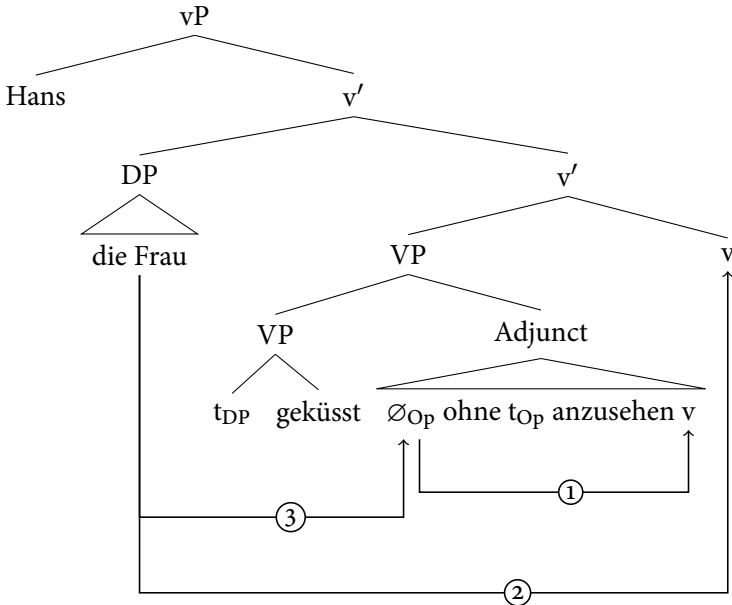 vP
Hans v′
DP v′
die Frau VP v
VP Adjunct
t_DP geküsst ∅_Op ohne t_Op anzusehen v
①
③
②